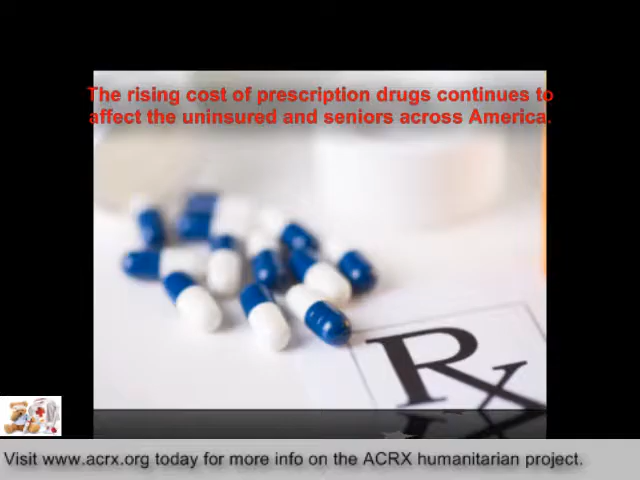 The rising cost of prescription drugs continues to
affect the uninsured and seniors across America.
Rx
Visit www.acrx.org today for more info on the ACRX humanitarian project.